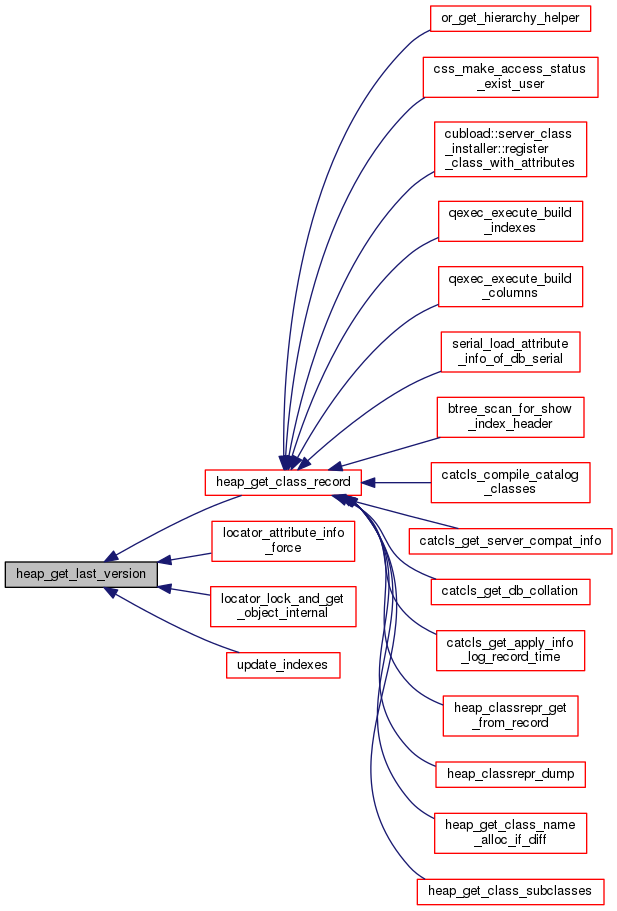 or_get_hierarchy_helper
css_make_access_status
_exist_user
cubload::server_class
_installer::register
_class_with_attributes
qexec_execute_build
_indexes
qexec_execute_build
_columns
serial_load_attribute
_info_of_db_serial
btree_scan_for_show
_index_header
heap_get_class_record
catcls_compile_catalog
_classes
locator_attribute_info
_force
catcls_get_server_compat_info
heap_get_last_version
catcls_get_db_collation
locator_lock_and_get
_object_internal
catcls_get_apply_info
_log_record_time
update_indexes
heap_classrepr_get
_from_record
heap_classrepr_dump
heap_get_class_name
_alloc_if_diff
heap_get_class_subclasses